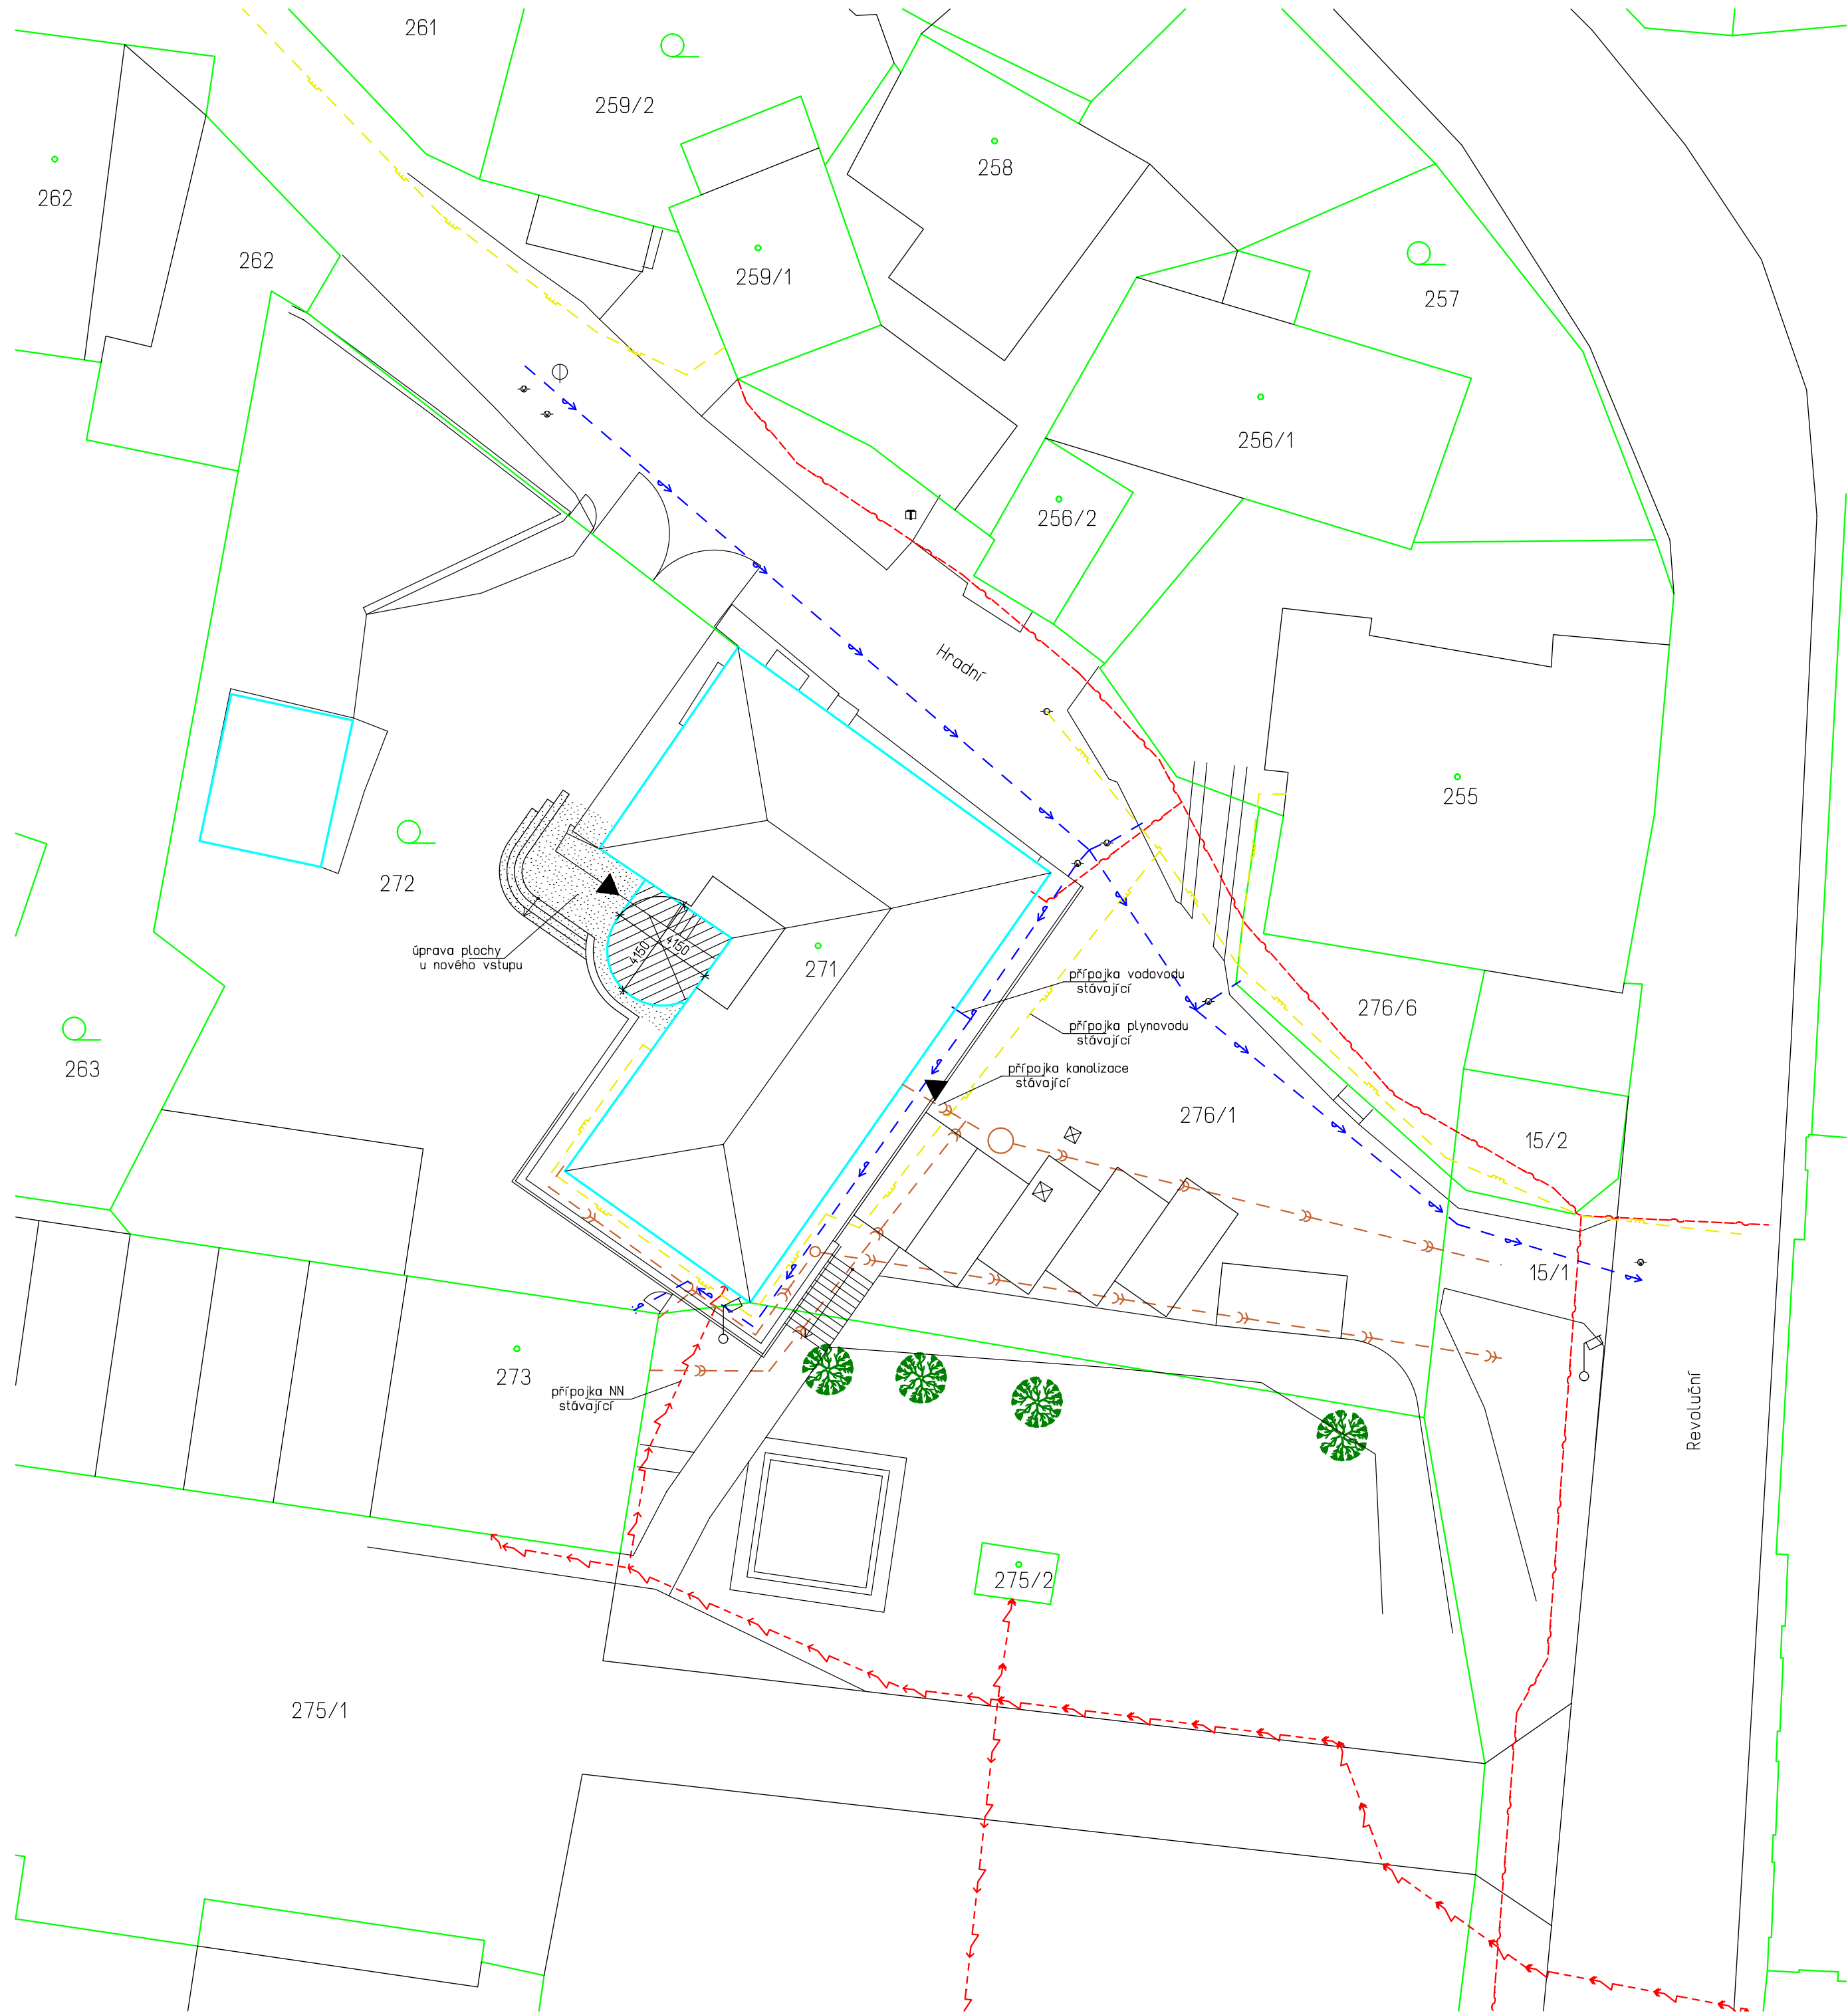 261
259/2
258
262
262
259/1
257
256/1
256/2
Hradní
255
272
4150
4150
271
úprava plochy
u nového vstupu
přípojka vodovodu
stávající
přípojka plynovodu
stávající
276/6
263
přípojka kanalizace
stávající
276/1
15/2
15/1
273
přípojka NN
stávající
Revoluční
275/2
275/1